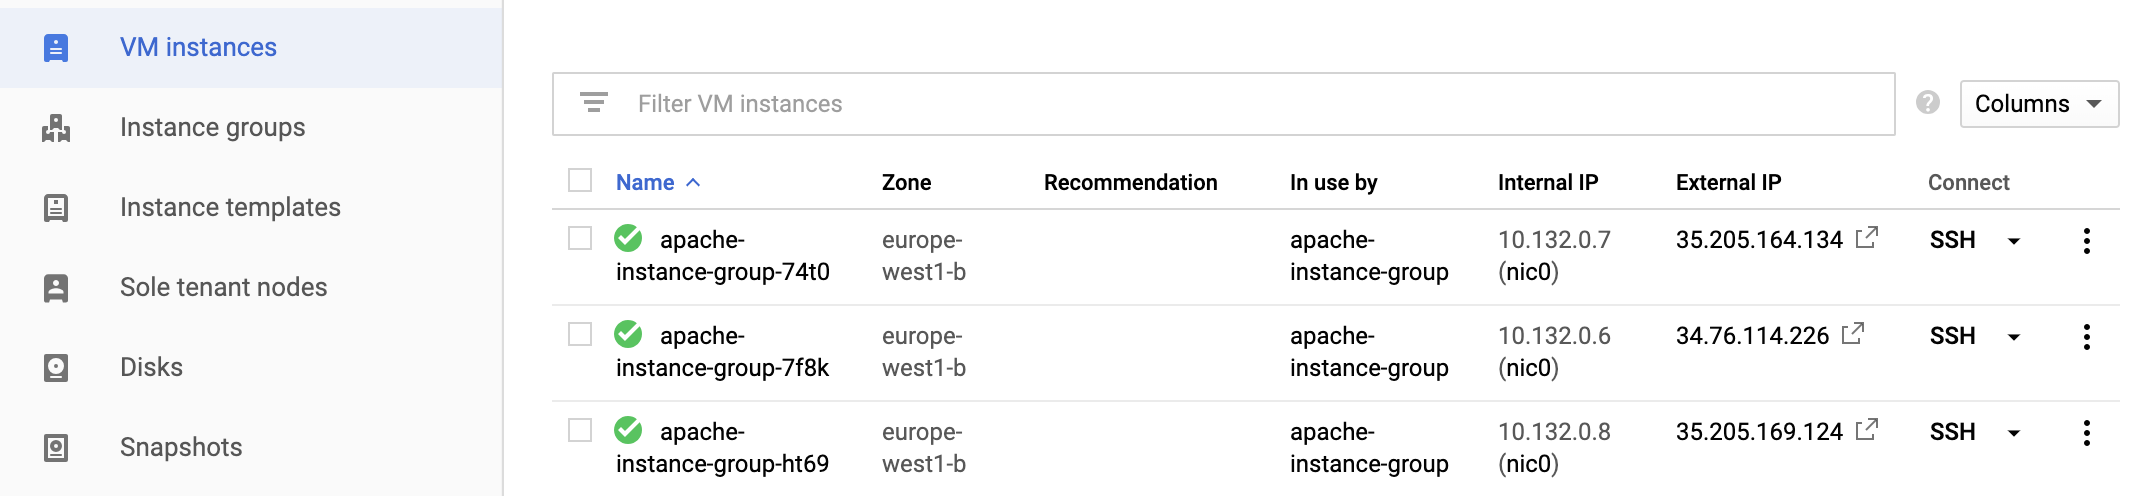 VM instances
Instance groups
Instance templates
Sole tenant nodes
Disks
Snapshots
Filter VM instances
? Columns
Name Zone Recommendation In use by Internal IP External IP Connect
apache- europe- apache- 10.132.0.7 35.205.164.134 SSH
instance-group-74t0 west1-b instance-group (nic0)
apache- europe- apache- 10.132.0.6 34.76.114.226 SSH
instance-group-7f8k west1-b instance-group (nic0)
apache- europe- apache- 10.132.0.8 35.205.169.124 SSH
instance-group-ht69 west1-b instance-group (nic0)